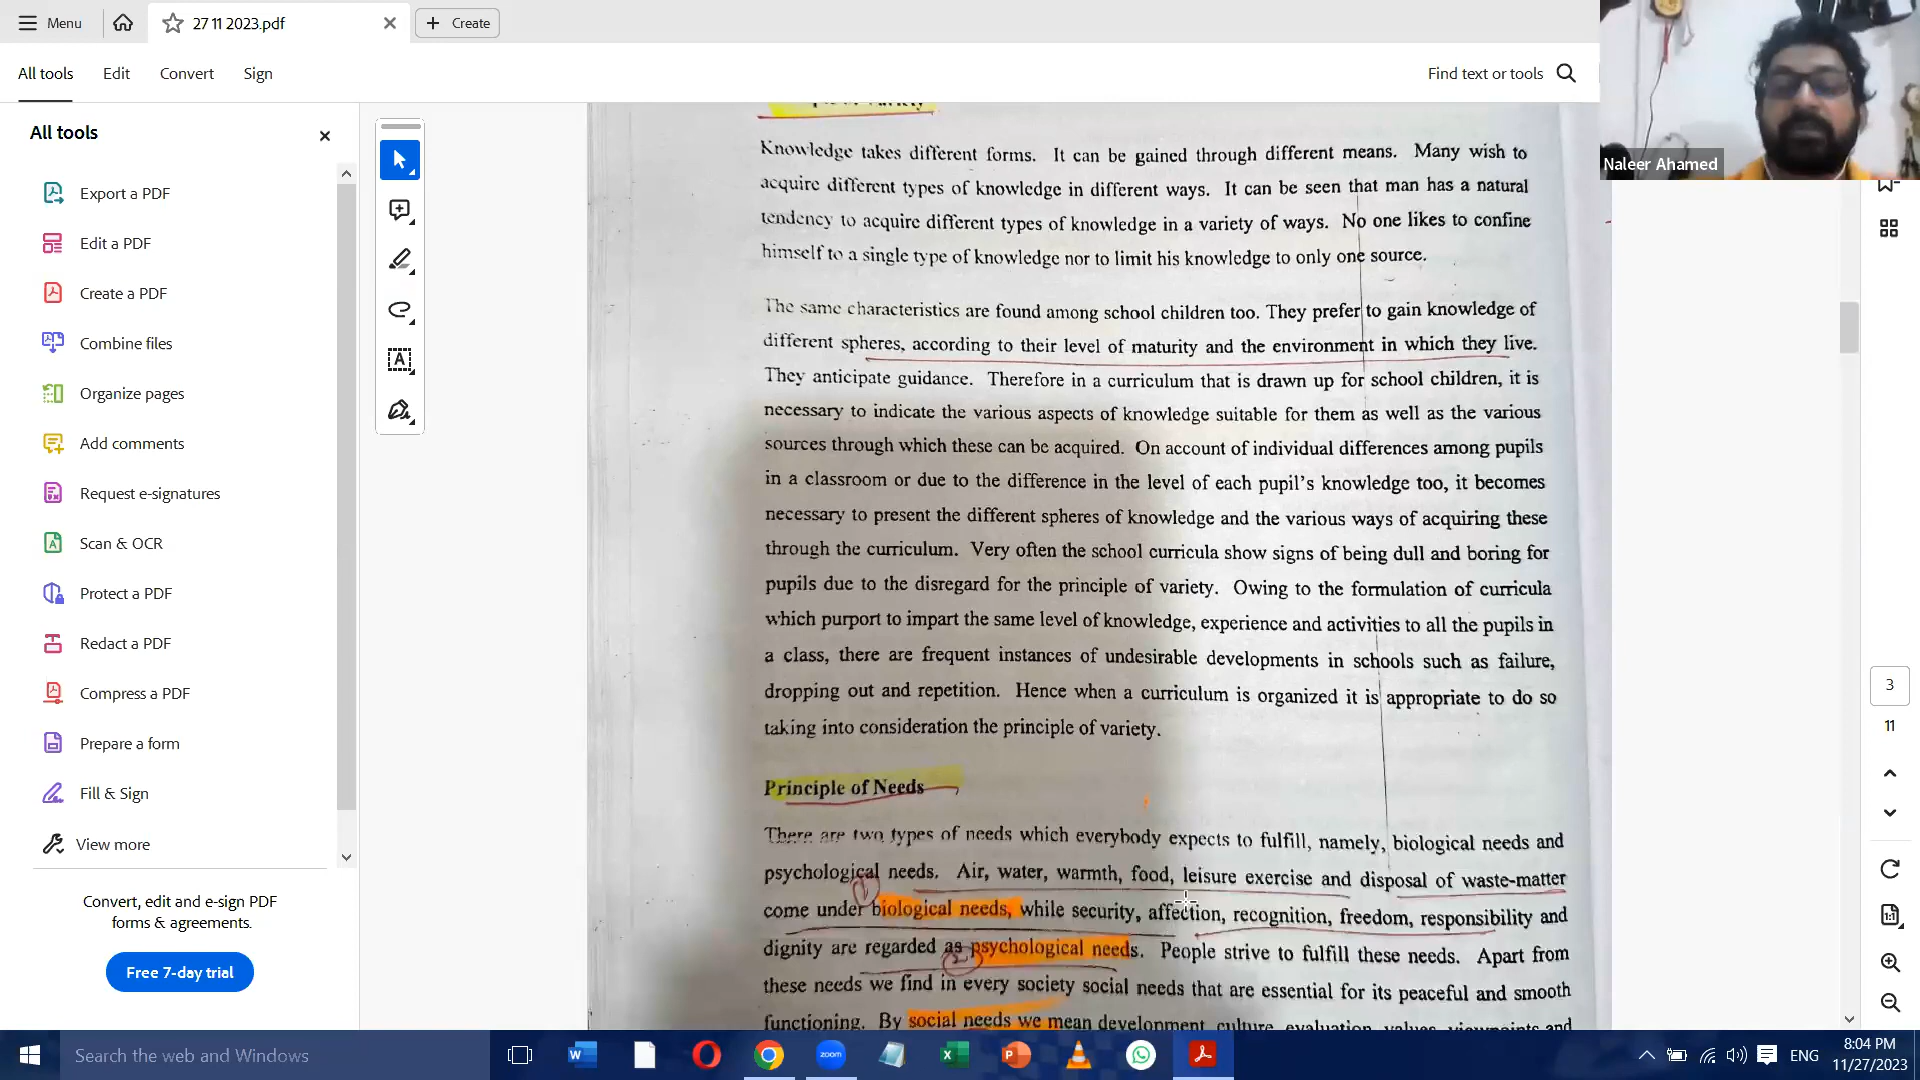 Menu
27 11 2023.pdf
Create
All tools
Edit
Convert
Sign
Find text or tools
All tools
Export a PDF
Edit a PDF
Create a PDF
Combine files
Organize pages
Add comments
Request e-signatures
Scan & OCR
Protect a PDF
Redact a PDF
Compress a PDF
Prepare a form
Fill & Sign
View more
Convert, edit and e-sign PDF
forms & agreements.
Free 7-day trial
Knowledge takes different forms. It can be gained through different means. Many wish to
acquire different types of knowledge in different ways. It can be seen that man has a natural
tendency to acquire different types of knowledge in a variety of ways. No one likes to confine
himself to a single type of knowledge nor to limit his knowledge to only one source.
The same characteristics are found among school children too. They prefer to gain knowledge of
different spheres, according to their level of maturity and the environment in which they live.
They anticipate guidance. Therefore in a curriculum that is drawn up for school children, it is
necessary to indicate the various aspects of knowledge suitable for them as well as the various
sources through which these can be acquired. On account of individual differences among pupils
in a classroom or due to the difference in the level of each pupil's knowledge too, it becomes
necessary to present the different spheres of knowledge and the various ways of acquiring these
through the curriculum. Very often the school curricula show signs of being dull and boring for
pupils due to the disregard for the principle of variety. Owing to the formulation of curricula
which purport to impart the same level of knowledge, experience and activities to all the pupils in
a class, there are frequent instances of undesirable developments in schools such as failure,
dropping out and repetition. Hence when a curriculum is organized it is appropriate to do so
taking into consideration the principle of variety.
Principle of Needs
There are two types of needs which everybody expects to fulfill, namely, biological needs and
psychological needs. Air, water, warmth, food, leisure exercise and disposal of waste-matter
come under biological needs, while security, affection, recognition, freedom, responsibility and
dignity are regarded as psychological needs. People strive to fulfill these needs. Apart from
these needs we find in every society social needs that are essential for its peaceful and smooth
functioning. By social needs we mean development, culture, evaluation, values, viewpoints and
1
2
Naleer Ahamed
3
11
Search the web and Windows
zoom
ENG
8:04 PM
11/27/2023